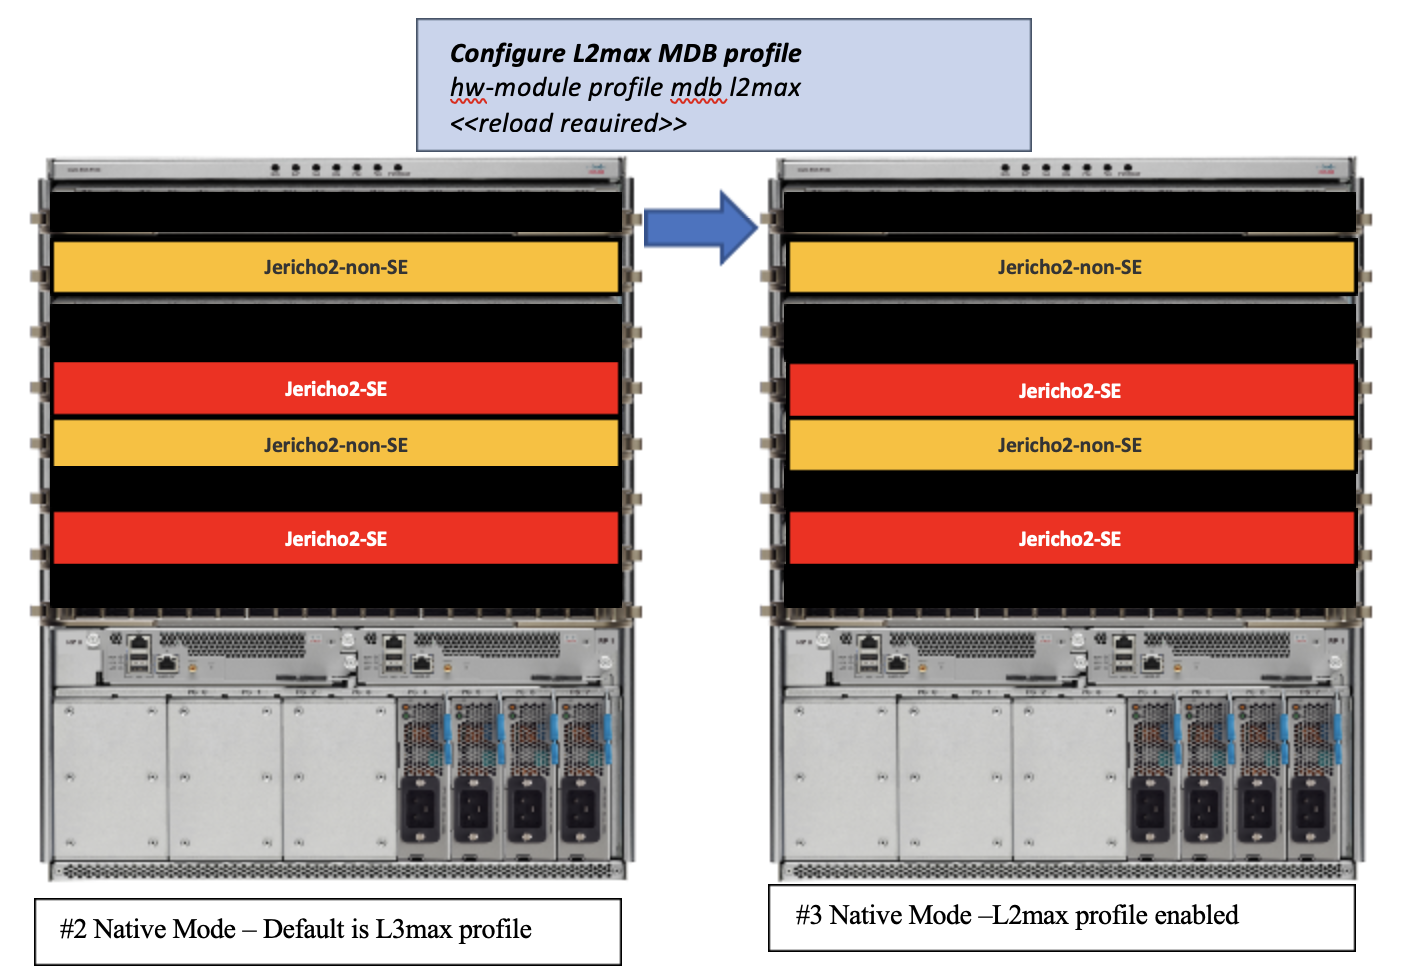 Configure L2max MDB profile
hw-module profile mdb l2max
<<reload required>>
Jericho2-non-SE
Jericho2-SE
Jericho2-non-SE
Jericho2-SE
Jericho2-non-SE
Jericho2-SE
Jericho2-non-SE
Jericho2-SE
#2 Native Mode – Default is L3max profile
#3 Native Mode –L2max profile enabled